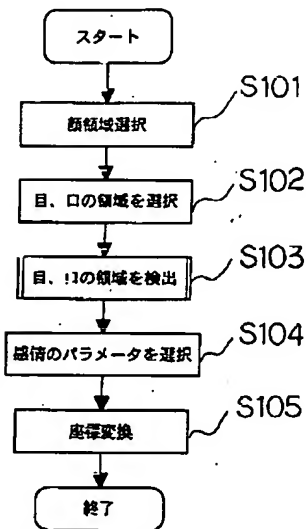 スタート
S101
顔領域選択
S102
目、口の領域を選択
S103
目、口の領域を検出
S104
感情のパラメータを選択
S105
座標変換
終了